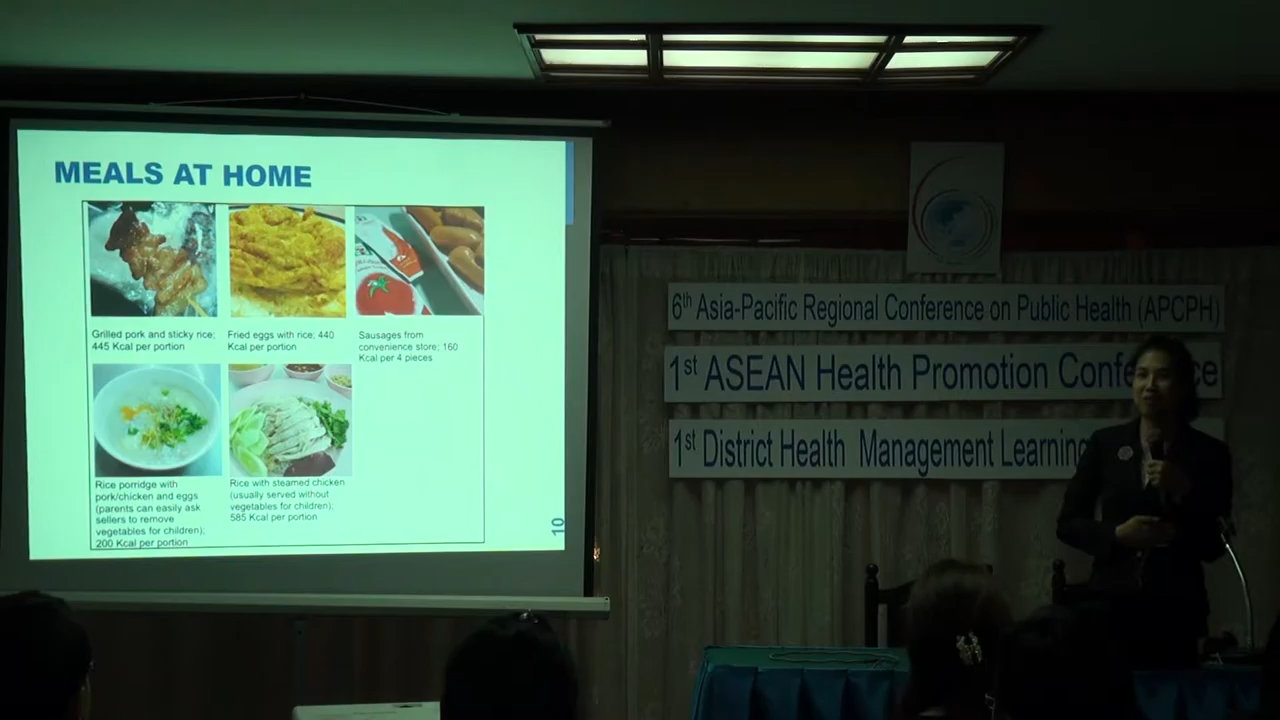 MEALS AT HOME
Grilled pork and sticky rice;
445 Kcal per portion
Fried eggs with rice; 440
Kcal per portion
Sausages from
convenience store; 160
Kcal per 4 pieces
Rice porridge with
pork/chicken and eggs
(parents can easily ask
sellers to remove
vegetables for children);
200 Kcal per portion
Rice with steamed chicken
(usually served without
vegetables for children);
585 Kcal per portion
10
6th Asia-Pacific Regional Conference on Public Health (APCPH)
1st ASEAN Health Promotion Confe ce
1st District Health Management Learning